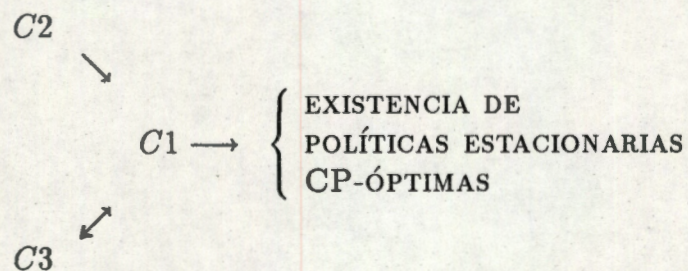 C2
C1 → { EXISTENCIA DE
POLÍTICAS ESTACIONARIAS
CP-ÓPTIMAS
C3